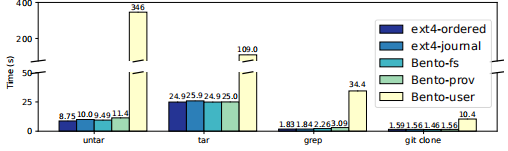 400
200
50
25
0
Time (s)
346
109.0
8.75 10.0 9.49 11.4
24.9 25.9 24.9 25.0
1.83 1.84 2.26 3.09
34.4
1.59 1.56 1.46 1.56
10.4
untar
tar
grep
git clone
ext4-ordered
ext4-journal
Bento-fs
Bento-prov
Bento-user